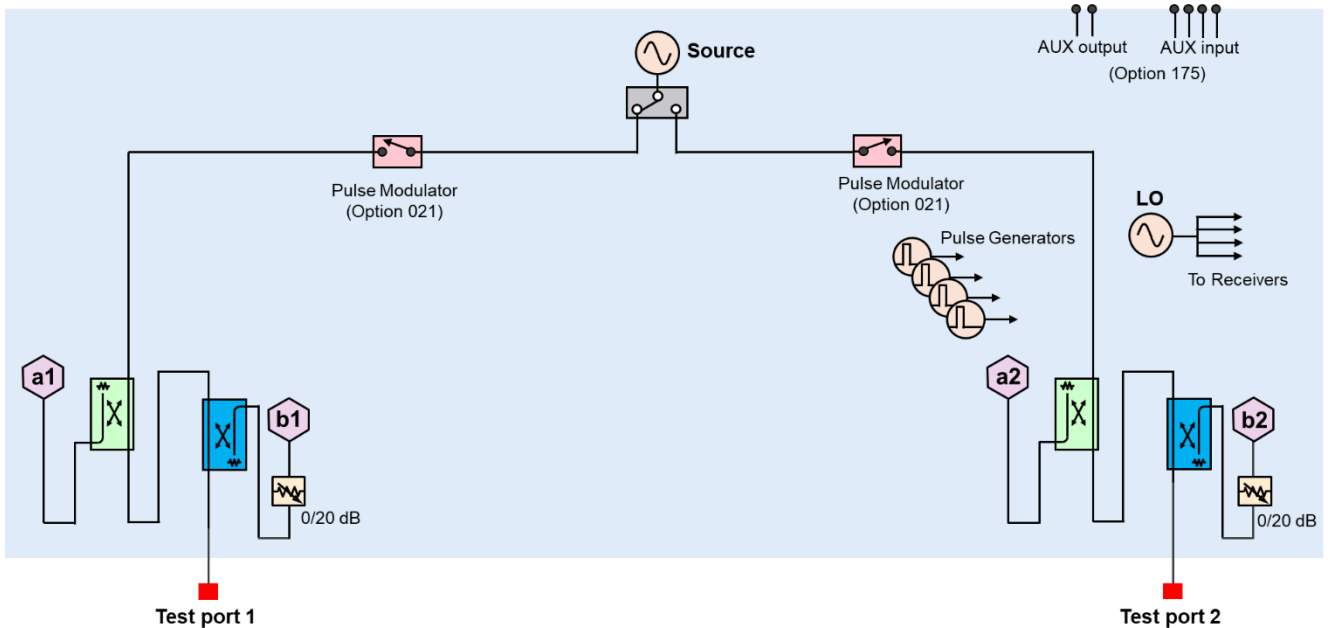 Source
AUX output
AUX input
(Option 175)
Pulse Modulator
(Option 021)
Pulse Modulator
(Option 021)
LO
Pulse Generators
To Receivers
a1
b1
0/20 dB
a2
b2
0/20 dB
Test port 1
Test port 2